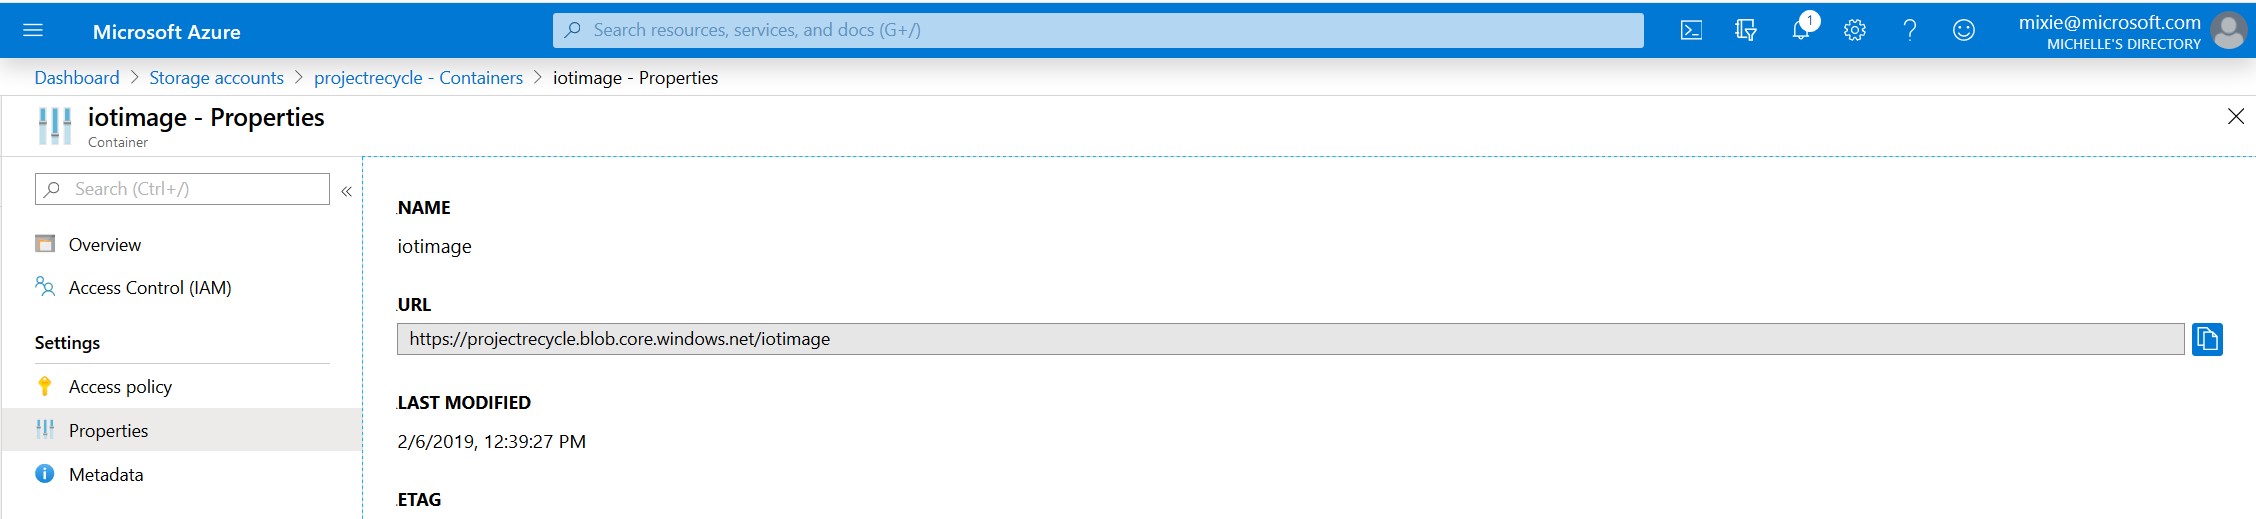 Microsoft Azure
Search resources, services, and docs (G+/)
1
mixie@microsoft.com
MICHELLE'S DIRECTORY
Dashboard > Storage accounts > projectrecycle - Containers > iotimage - Properties
iotimage - Properties
Container
Search (Ctrl+/)
«
Overview
Access Control (IAM)
Settings
Access policy
Properties
Metadata
NAME
iotimage
URL
https://projectrecycle.blob.core.windows.net/iotimage
LAST MODIFIED
2/6/2019, 12:39:27 PM
ETAG